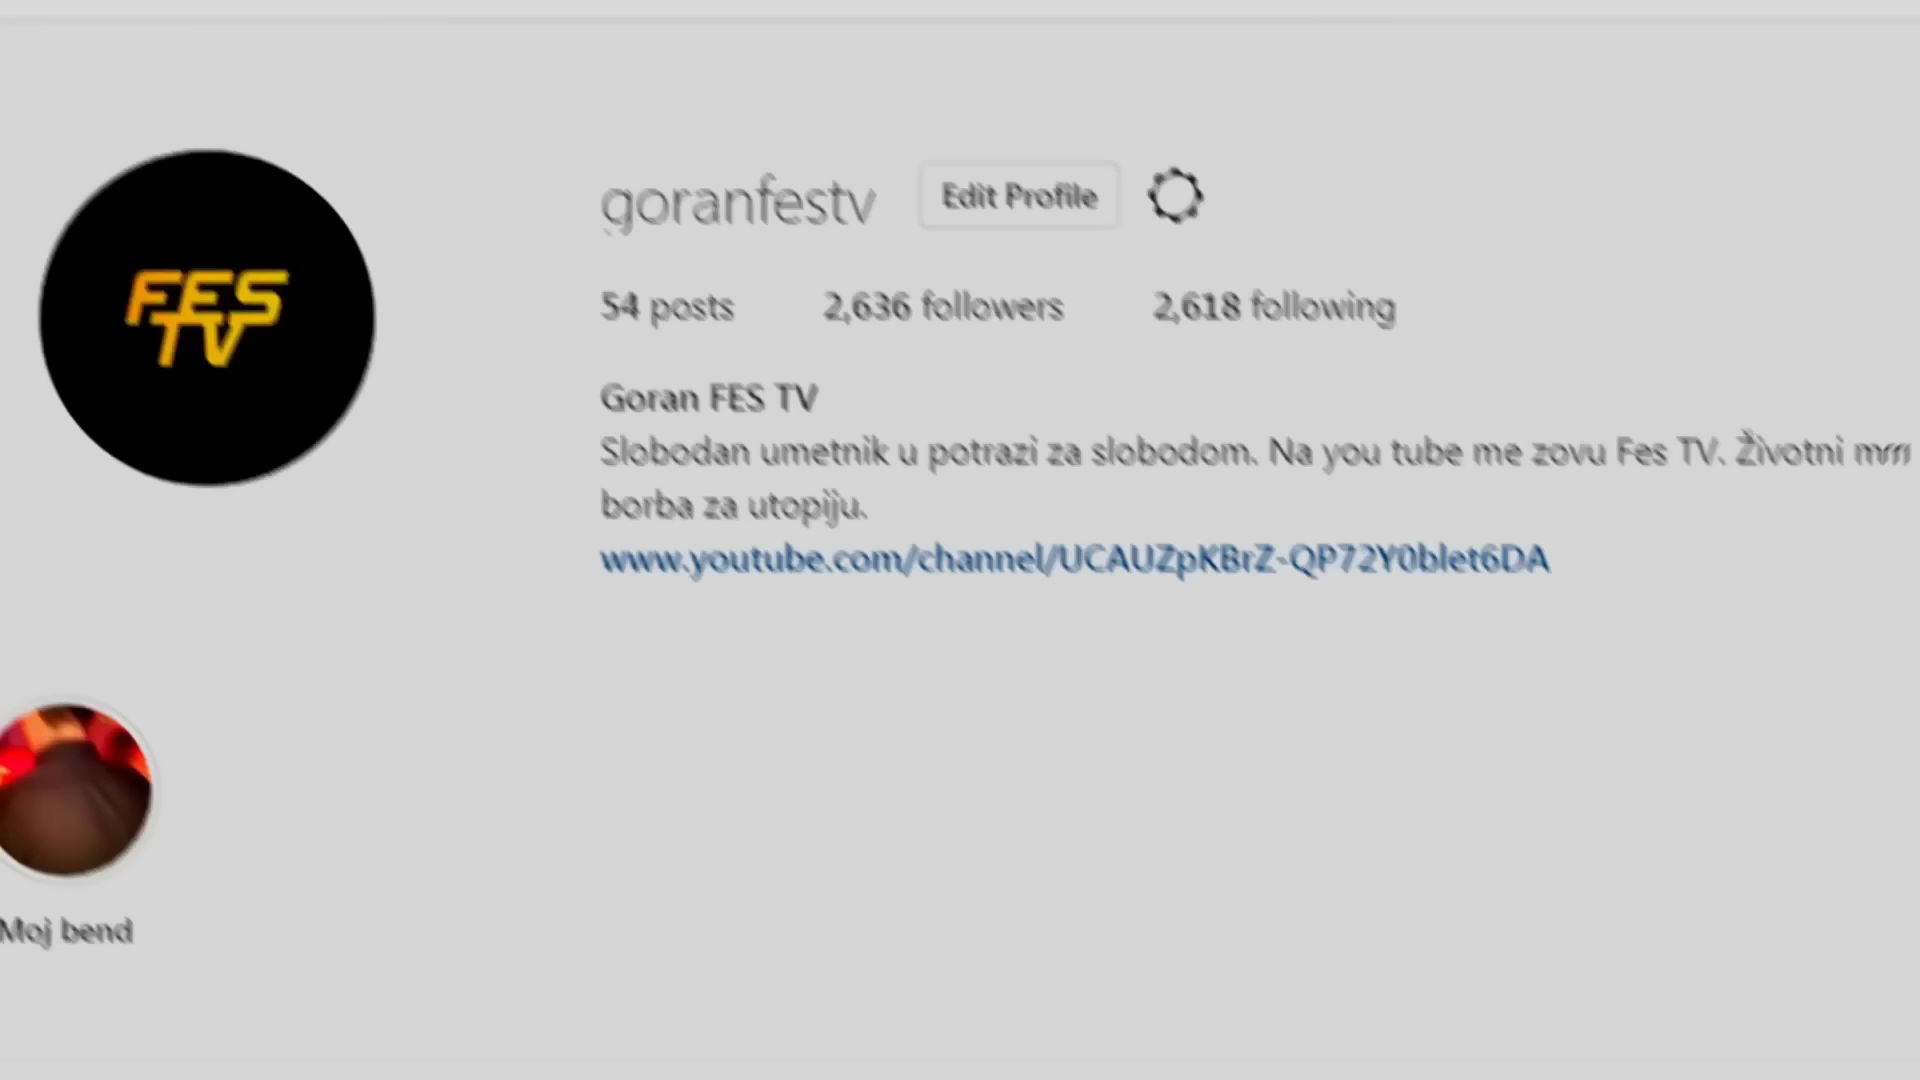 FES
TV
goranfestv Edit Profile
54 posts 2,636 followers 2,618 following
Goran FES TV
Slobodan umetnik u potrazi za slobodom. Na you tube me zovu Fes TV. Životni
borba za utopiju.
www.youtube.com/channel/UCAUZpKBrZ-QP72Y0blet6DA
Moj bend